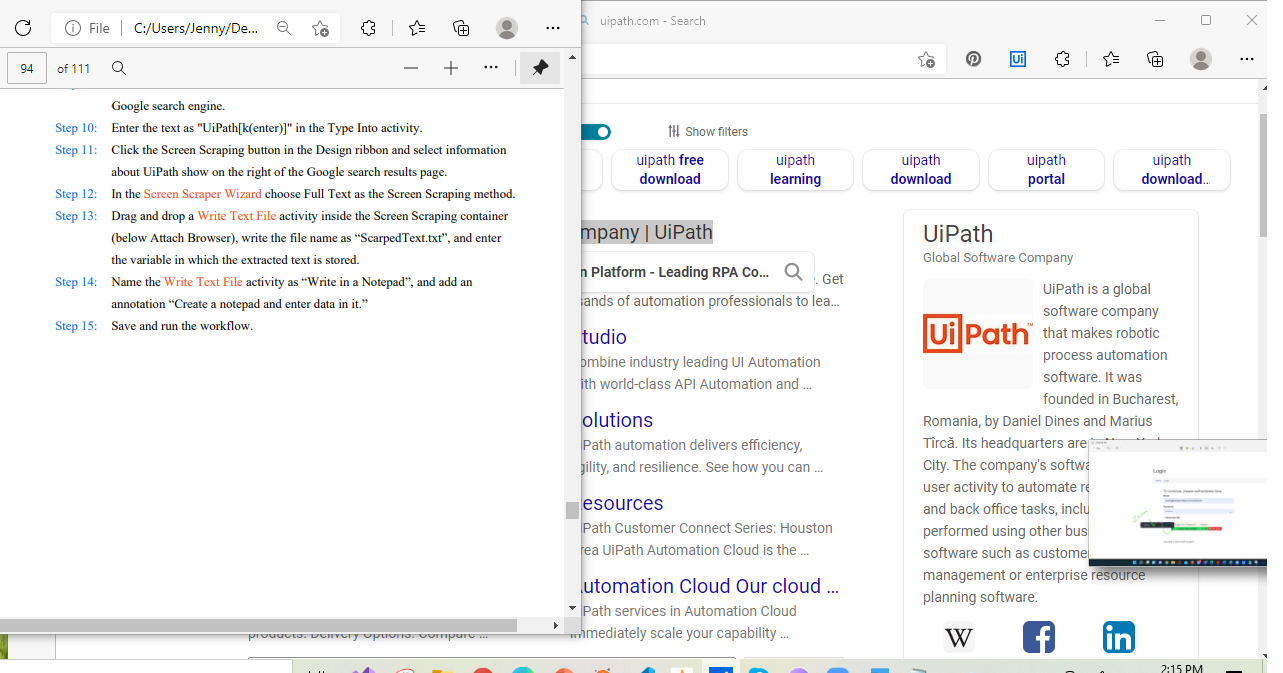 File
C:/Users/Jenny/De...
94
of 111
Google search engine.
Step 10: Enter the text as "UiPath[k(enter)]" in the Type Into activity.
Step 11: Click the Screen Scraping button in the Design ribbon and select information
about UiPath show on the right of the Google search results page.
Step 12: In the Screen Scraper Wizard choose Full Text as the Screen Scraping method.
Step 13: Drag and drop a Write Text File activity inside the Screen Scraping container
(below Attach Browser), write the file name as “ScarpedText.txt”, and enter
the variable in which the extracted text is stored.
Step 14: Name the Write Text File activity as “Write in a Notepad”, and add an
annotation “Create a notepad and enter data in it.”
Step 15: Save and run the workflow.
uipath.com - Search
Ui
Show filters
uipath free
download
uipath
learning
uipath
download
uipath
portal
uipath
download...
mpany | UiPath
n Platform - Leading RPA Co...
. Get
sands of automation professionals to lea...
tudio
ombine industry leading UI Automation
ith world-class API Automation and ...
olutions
Path automation delivers efficiency,
gility, and resilience. See how you can ...
esources
Path Customer Connect Series: Houston
rea UiPath Automation Cloud is the ...
utomation Cloud Our cloud ...
Path services in Automation Cloud
mmediately scale your capability ...
products. Delivery Options. Compare ...
UiPath
Global Software Company
UiPath™
UiPath is a global
software company
that makes robotic
process automation
software. It was
founded in Bucharest,
Romania, by Daniel Dines and Marius
Tîrcă. Its headquarters are in New York
City. The company's softwa
user activity to automate re
and back office tasks, inclu
performed using other bus
software such as custome
management or enterprise resource
planning software.
Login
W
f
in
2:15 PM